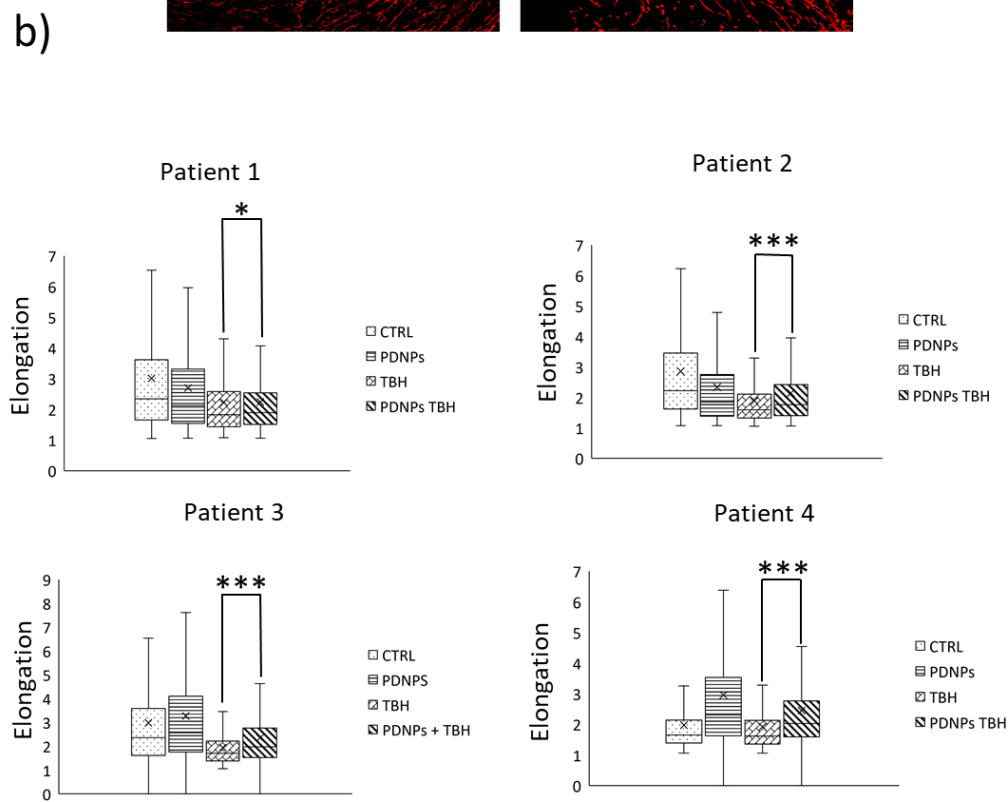 b)
Patient 1
*
7
6
5
4
3
2
1
0
Elongation
CTRL
PDNPs
TBH
PDNPs TBH
Patient 2
***
7
6
5
4
3
2
1
0
Elongation
CTRL
PDNPs
TBH
PDNPs TBH
Patient 3
***
9
8
7
6
5
4
3
2
1
0
Elongation
CTRL
PDNPS
TBH
PDNPs + TBH
Patient 4
***
7
6
5
4
3
2
1
0
Elongation
CTRL
PDNPs
TBH
PDNPs TBH